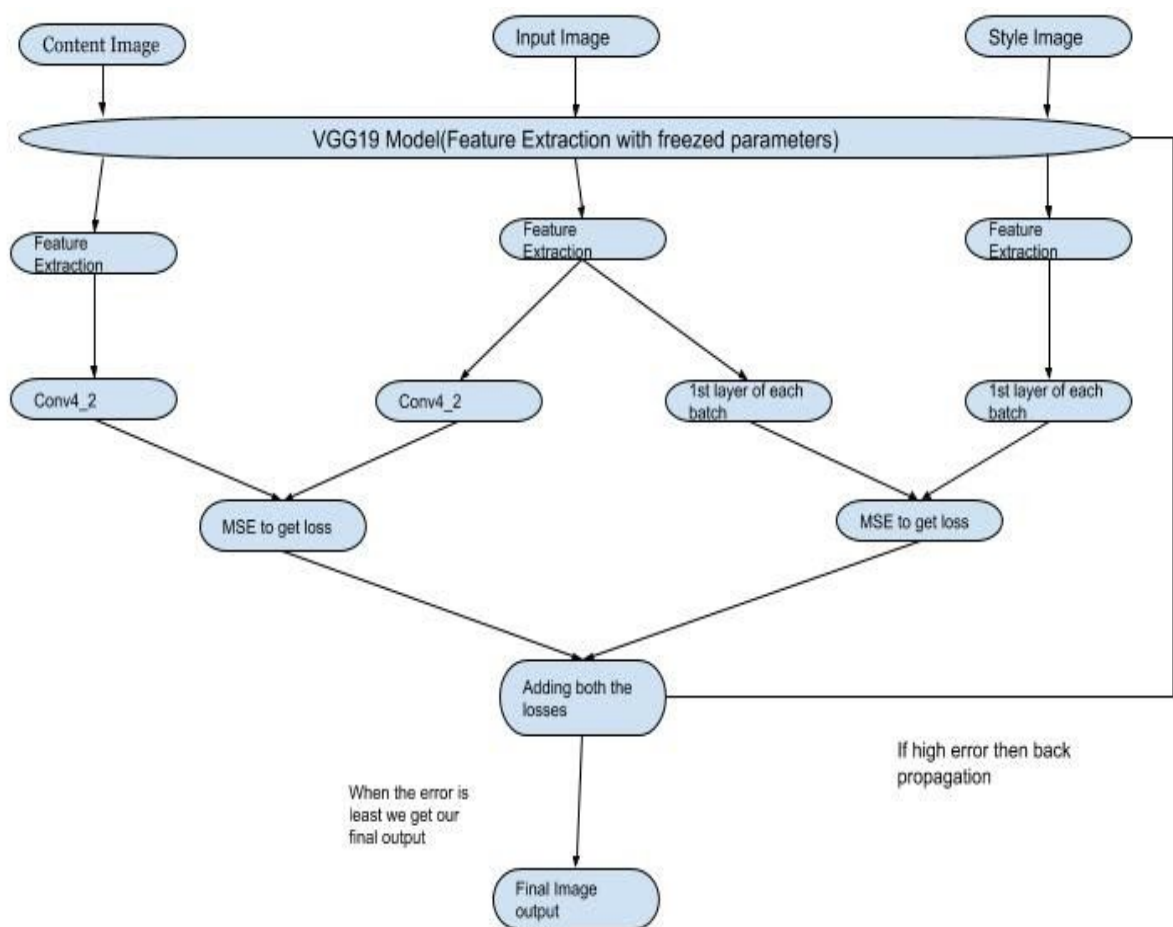 Content Image
Input Image
Style Image
VGG19 Model(Feature Extraction with freezed parameters)
Feature
Extraction
Feature
Extraction
Feature
Extraction
Conv4_2
Conv4_2
1st layer of each
batch
1st layer of each
batch
MSE to get loss
MSE to get loss
Adding both the
losses
If high error then back
propagation
When the error is
least we get our
final output
Final Image
output